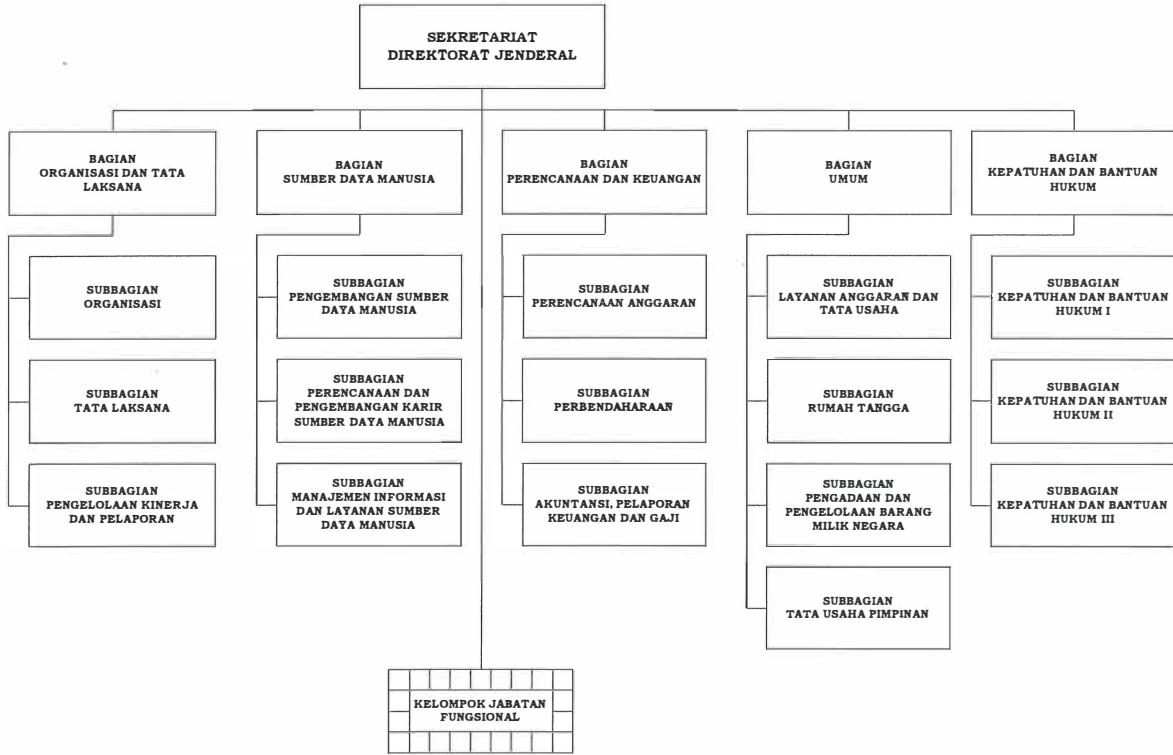 SEKRETARIAT
DIREKTORAT JENDERAL
BAGIAN
ORGANISASI DAN TATA
LAKSANA
BAGIAN
SUMBER DAYA MANUSIA
BAGIAN
PERENCANAAN DAN KEUANGAN
BAGIAN
UMUM
BAGIAN
KEPATUHAN DAN BANTUAN
HUKUM
SUBBAGIAN
ORGANISASI
SUBBAGIAN
PENGEMBANGAN SUMBER
DAYA MANUSIA
SUBBAGIAN
PERENCANAAN ANGGARAN
SUBBAGIAN
LAYANAN ANGGARAN DAN
TATA USAHA
SUBBAGIAN
KEPATUHAN DAN BANTUAN
HUKUM I
SUBBAGIAN
TATA LAKSANA
SUBBAGIAN
PERENCANAAN DAN
PENGEMBANGAN KARIR
SUMBER DAYA MANUSIA
SUBBAGIAN
PERBENDAHARAAN
SUBBAGIAN
RUMAH TANGGA
SUBBAGIAN
KEPATUHAN DAN BANTUAN
HUKUM II
SUBBAGIAN
PENGELOLAAN KINERJA
DAN PELAPORAN
SUBBAGIAN
MANAJEMEN INFORMASI
DAN LAYANAN SUMBER
DAYA MANUSIA
SUBBAGIAN
AKUNTANSI, PELAPORAN
KEUANGAN DAN GAJI
SUBBAGIAN
PENGADAAN DAN
PENGELOLAAN BARANG
MILIK NEGARA
SUBBAGIAN
KEPATUHAN DAN BANTUAN
HUKUM III
SUBBAGIAN
TATA USAHA PIMPINAN
KELOMPOK JABATAN
FUNGSIONAL